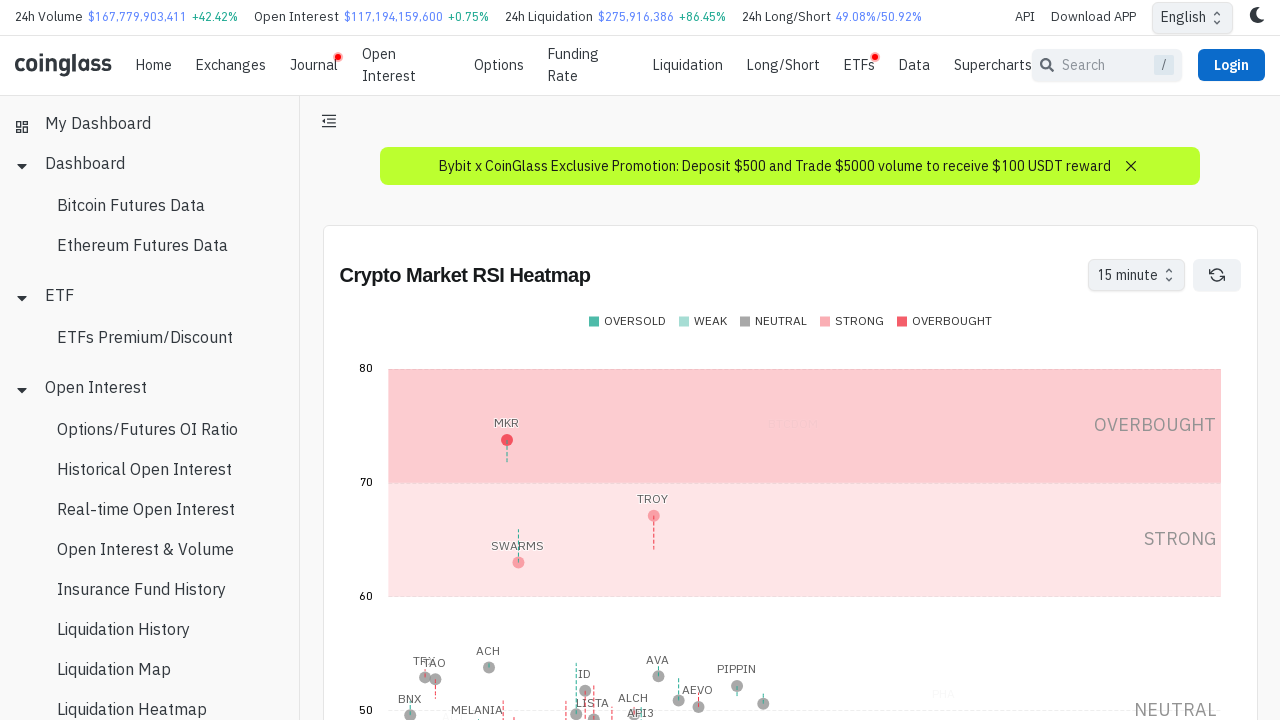 24h Volume $167,779,903,411 +42.42% Open Interest $117,194,159,600 +0.75% 24h Liquidation $275,916,386 +86.45% 24h Long/Short 49.08%/50.92% API Download APP English
coinglass Home Exchanges Journal Open Interest Options Funding Rate Liquidation Long/Short ETFs Data Supercharts Search / Login
My Dashboard
Dashboard
Bitcoin Futures Data
Ethereum Futures Data
ETF
ETFs Premium/Discount
Open Interest
Options/Futures OI Ratio
Historical Open Interest
Real-time Open Interest
Open Interest & Volume
Insurance Fund History
Liquidation History
Liquidation Map
Liquidation Heatmap
Bybit x CoinGlass Exclusive Promotion: Deposit $500 and Trade $5000 volume to receive $100 USDT reward
Crypto Market RSI Heatmap
15 minute
OVERSOLD WEAK NEUTRAL STRONG OVERBOUGHT
80
MKR
OVERBOUGHT
70
TROY
STRONG
SWARMS
60
ACH
TAO
AVA
PIPPIN
ID
BNX
AEVO
ALCH
LISTA
MELANIA
API3
50
NEUTRAL